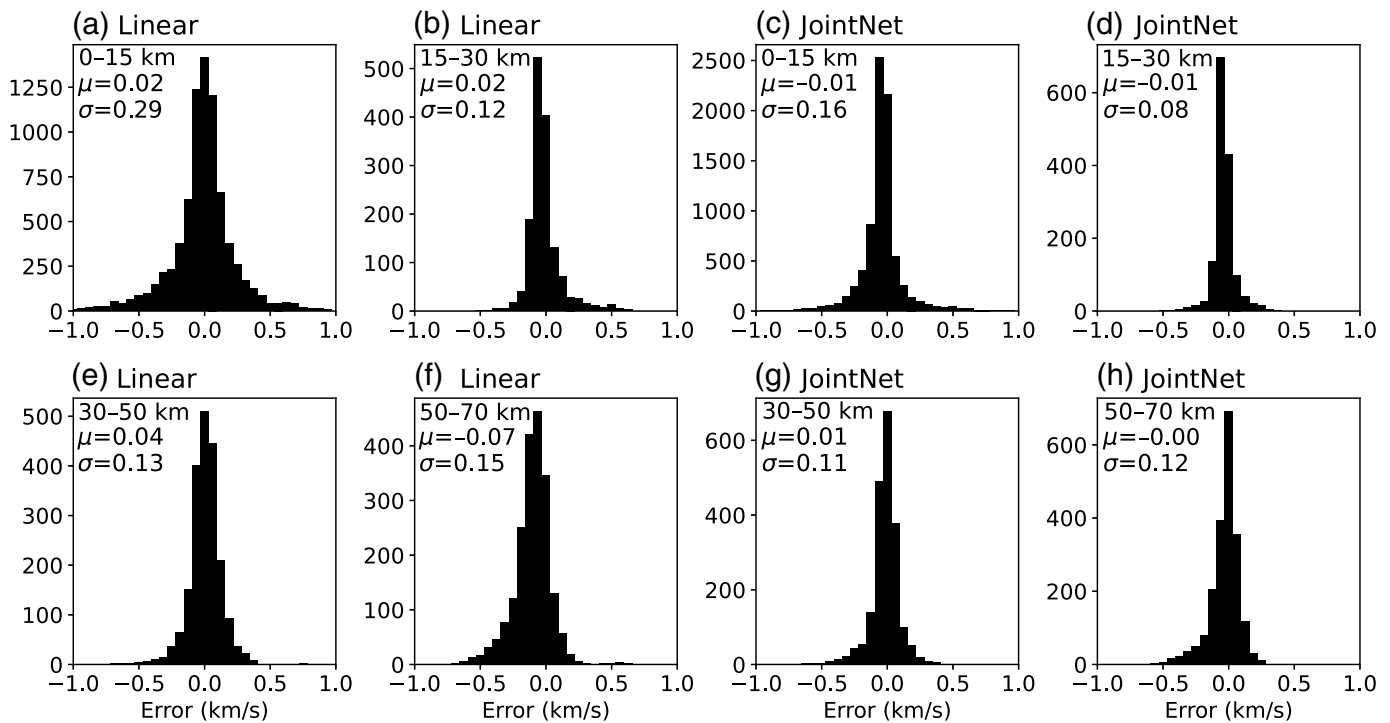 (a) Linear
0–15 km
μ=0.02
σ=0.29
1250
1000
750
500
250
0
−1.0 −0.5 0.0 0.5 1.0
(b) Linear
15–30 km
μ=0.02
σ=0.12
500
400
300
200
100
0
−1.0 −0.5 0.0 0.5 1.0
(c) JointNet
0–15 km
μ=–0.01
σ=0.16
2500
2000
1500
1000
500
0
−1.0 −0.5 0.0 0.5 1.0
(d) JointNet
15–30 km
μ=–0.01
σ=0.08
600
400
200
0
−1.0 −0.5 0.0 0.5 1.0
(e) Linear
30–50 km
μ=0.04
σ=0.13
500
400
300
200
100
0
−1.0 −0.5 0.0 0.5 1.0
Error (km/s)
(f) Linear
50–70 km
μ=–0.07
σ=0.15
400
300
200
100
0
−1.0 −0.5 0.0 0.5 1.0
Error (km/s)
(g) JointNet
30–50 km
μ=0.01
σ=0.11
600
400
200
0
−1.0 −0.5 0.0 0.5 1.0
Error (km/s)
(h) JointNet
50–70 km
μ=–0.00
σ=0.12
600
400
200
0
−1.0 −0.5 0.0 0.5 1.0
Error (km/s)